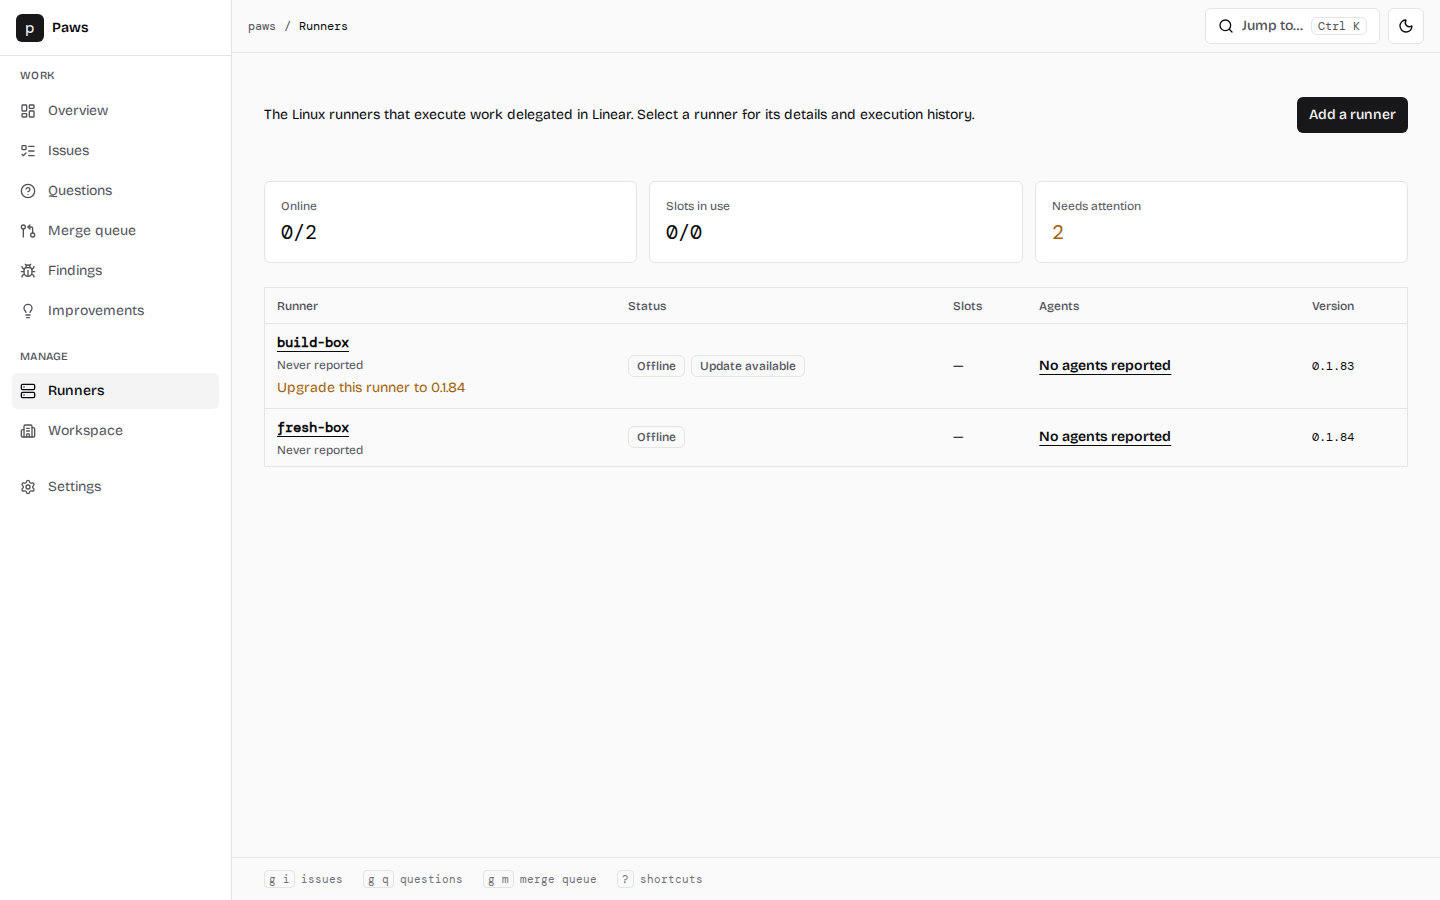 p Paws
paws / Runners
Jump to... Ctrl K
WORK
Overview
Issues
Questions
Merge queue
Findings
Improvements
MANAGE
Runners
Workspace
Settings
The Linux runners that execute work delegated in Linear. Select a runner for its details and execution history.
Add a runner
Online
0/2
Slots in use
0/0
Needs attention
2
Runner Status Slots Agents Version
build-box
Never reported
Upgrade this runner to 0.1.84
Offline Update available — No agents reported 0.1.83
fresh-box
Never reported
Offline — No agents reported 0.1.84
g i issues g q questions g m merge queue ? shortcuts